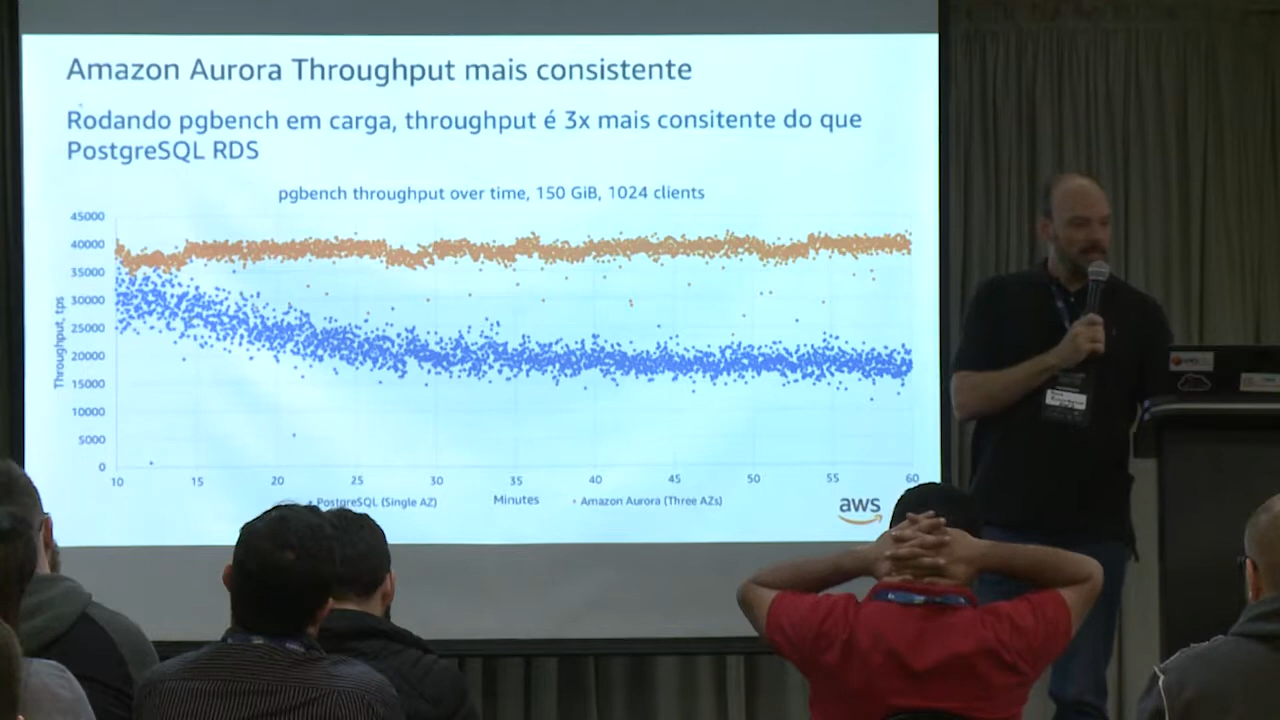 Amazon Aurora Throughput mais consistente
Rodando pgbench em carga, throughput é 3x mais consitente do que
PostgreSQL RDS
pgbench throughput over time, 150 GiB, 1024 clients
Throughput, tps
45000
40000
35000
30000
25000
20000
15000
10000
5000
0
10 15 20 25 30 35 40 45 50 55 60
PostgreSQL (Single AZ) Minutes Amazon Aurora (Three AZs)
aws